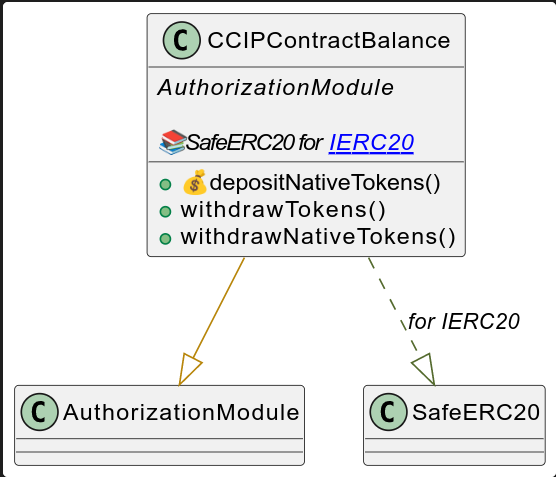 C CCIPContractBalance
AuthorizationModule
📚SafeERC20 for IERC20
💰depositNativeTokens()
withdrawTokens()
withdrawNativeTokens()
for IERC20
C AuthorizationModule
C SafeERC20